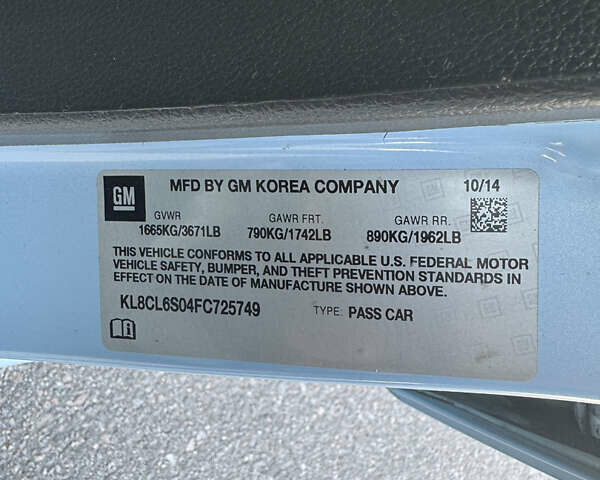 GM MFD BY GM KOREA COMPANY 10/14
GVWR GAWR FRT. GAWR RR.
1665KG/3671LB 790KG/1742LB 890KG/1962LB
THIS VEHICLE CONFORMS TO ALL APPLICABLE U.S. FEDERAL MOTOR
VEHICLE SAFETY, BUMPER, AND THEFT PREVENTION STANDARDS IN
EFFECT ON THE DATE OF MANUFACTURE SHOWN ABOVE.
KL8CL6S04FC725749 TYPE: PASS CAR